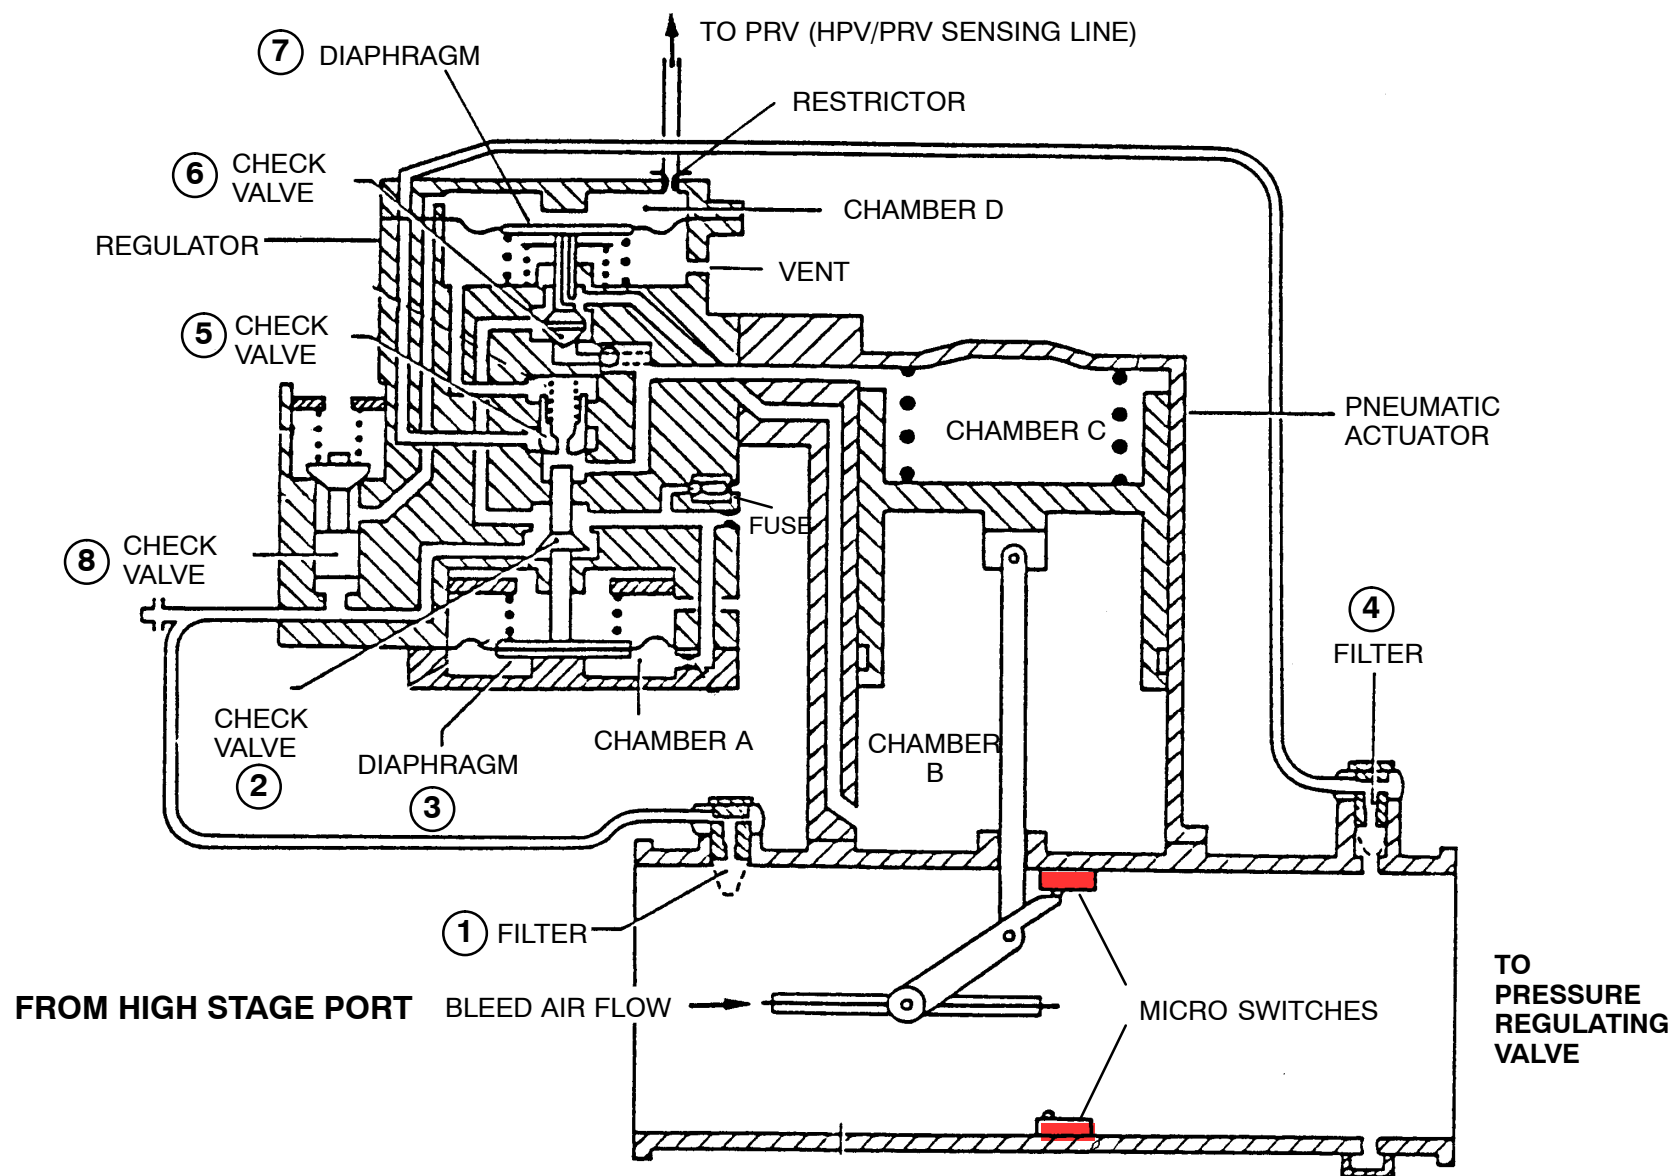 TO PRV (HPV/PRV SENSING LINE)
7 DIAPHRAGM
RESTRICTOR
6 CHECK
VALVE
CHAMBER D
REGULATOR
VENT
5 CHECK
VALVE
PNEUMATIC
ACTUATOR
CHAMBER C
FUSE
8 CHECK
VALVE
4
FILTER
CHECK
VALVE
2
DIAPHRAGM
3
CHAMBER A
CHAMBER
B
1 FILTER
FROM HIGH STAGE PORT BLEED AIR FLOW
MICRO SWITCHES
TO
PRESSURE
REGULATING
VALVE